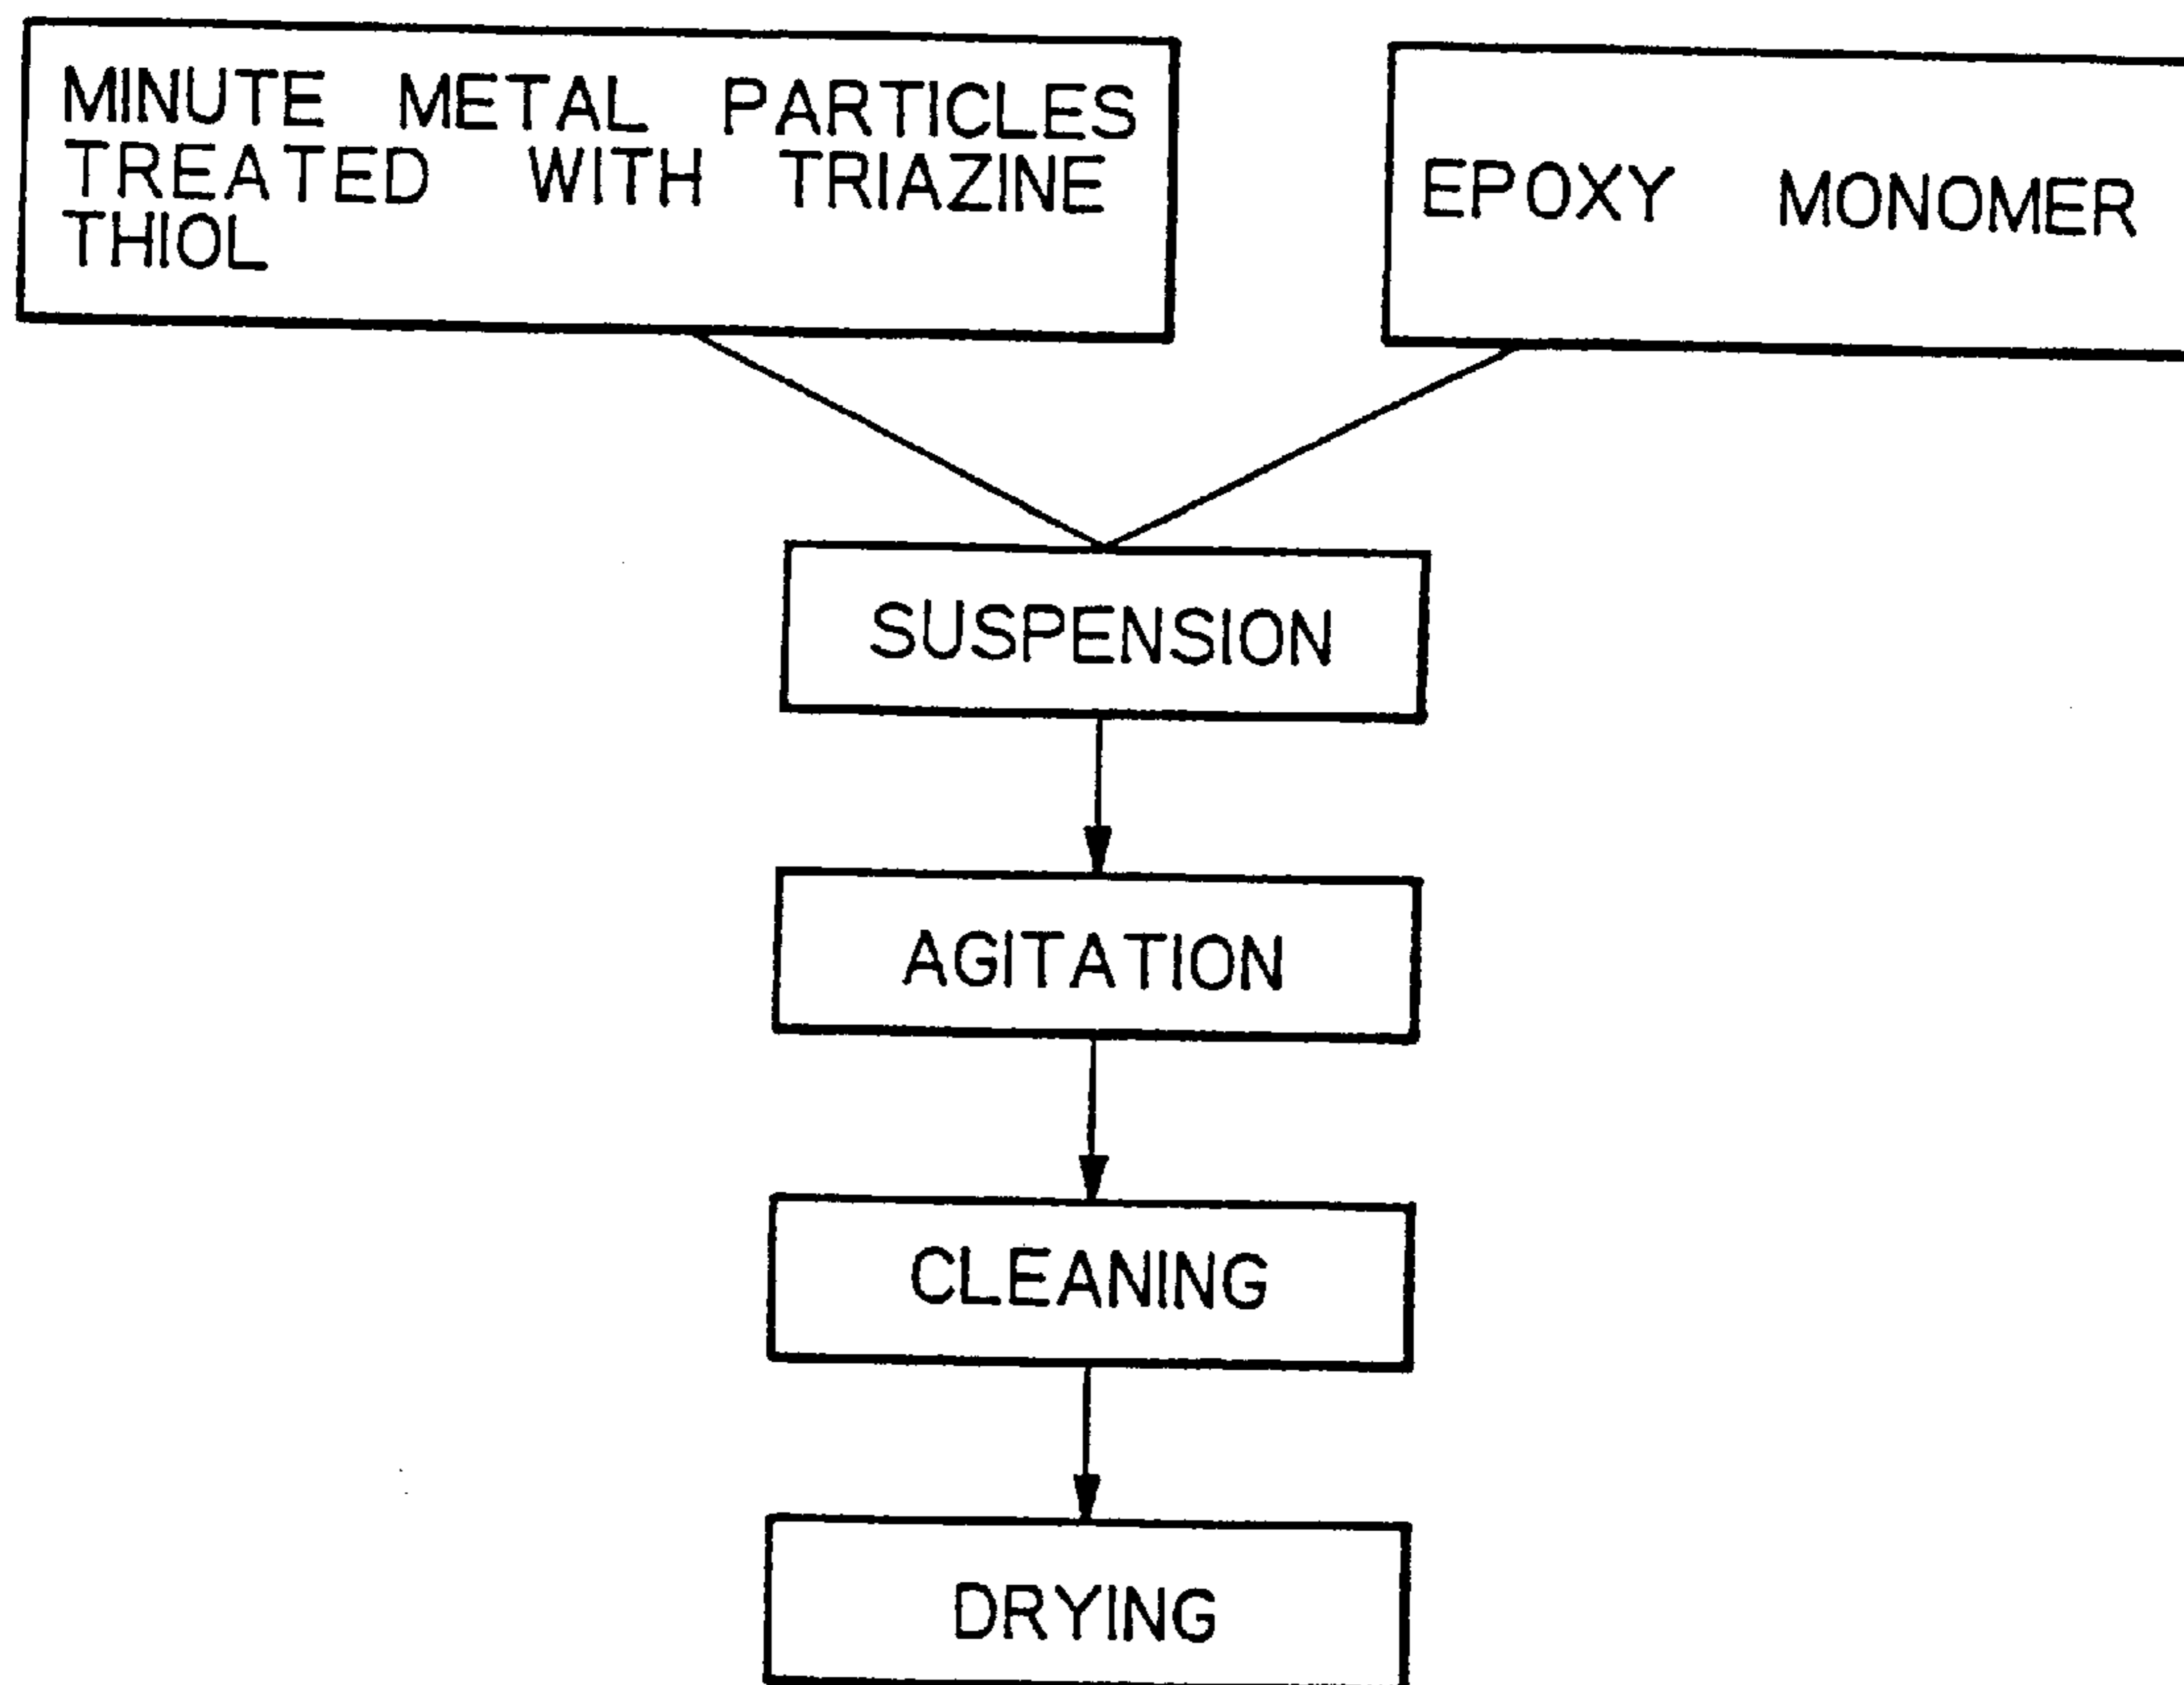 MINUTE METAL PARTICLES
TREATED WITH TRIAZINE
THIOL
EPOXY MONOMER
SUSPENSION
AGITATION
CLEANING
DRYING